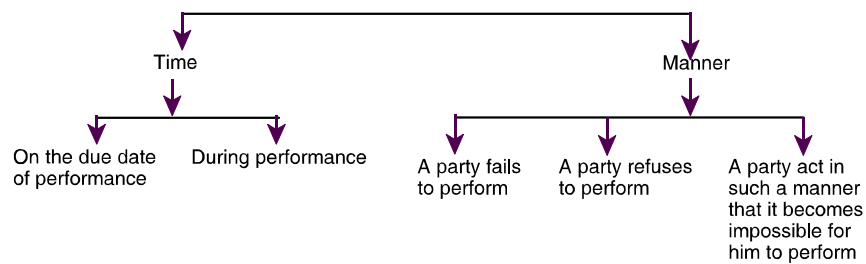 Time
Manner
On the due date
of performance
During performance
A party fails
to perform
A party refuses
to perform
A party act in
such a manner
that it becomes
impossible for
him to perform